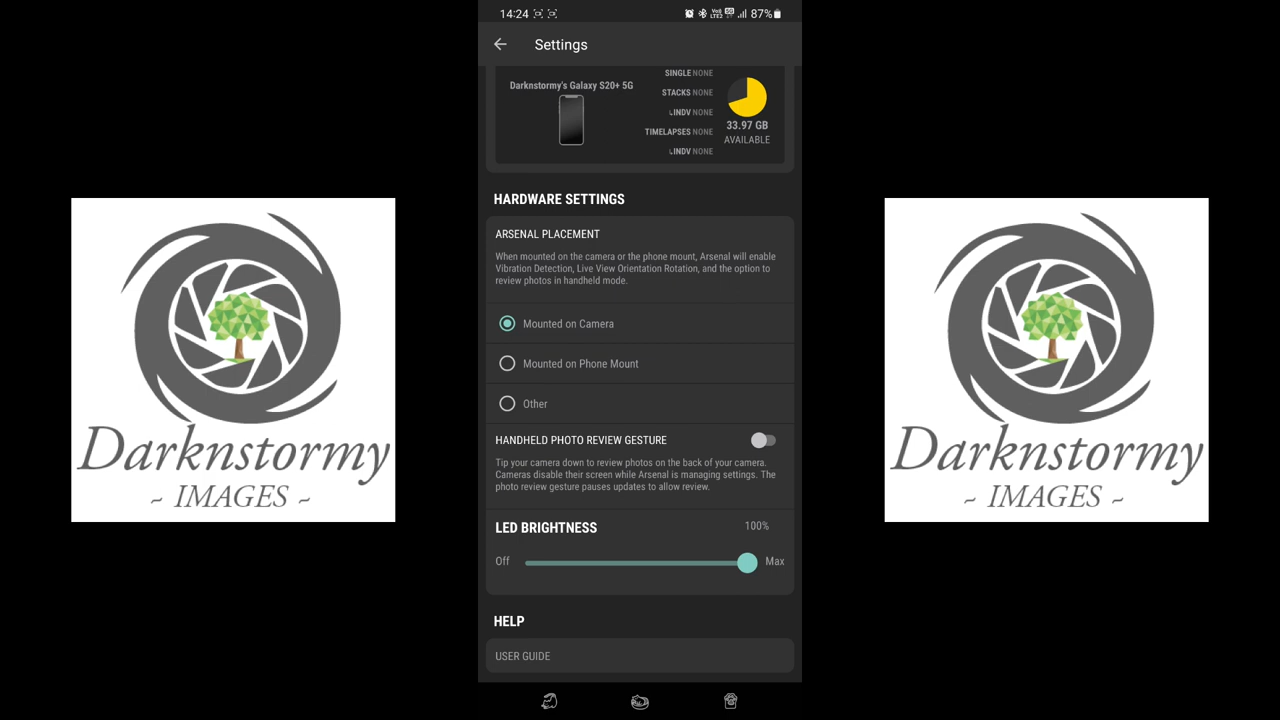 14:24
Vo))
LTE2
5G
87%
Settings
Darknstormy's Galaxy S20+ 5G
SINGLE NONE
STACKS NONE
↳INDV NONE
TIMELAPSES NONE
↳INDV NONE
33.97 GB
AVAILABLE
HARDWARE SETTINGS
ARSENAL PLACEMENT
When mounted on the camera or the phone mount, Arsenal will enable
Vibration Detection, Live View Orientation Rotation, and the option to
review photos in handheld mode.
Mounted on Camera
Mounted on Phone Mount
Other
HANDHELD PHOTO REVIEW GESTURE
Tip your camera down to review photos on the back of your camera.
Cameras disable their screen while Arsenal is managing settings. The
photo review gesture pauses updates to allow review.
LED BRIGHTNESS
100%
Off
Max
HELP
USER GUIDE
Darknstormy
~ IMAGES ~
Darknstormy
~ IMAGES ~